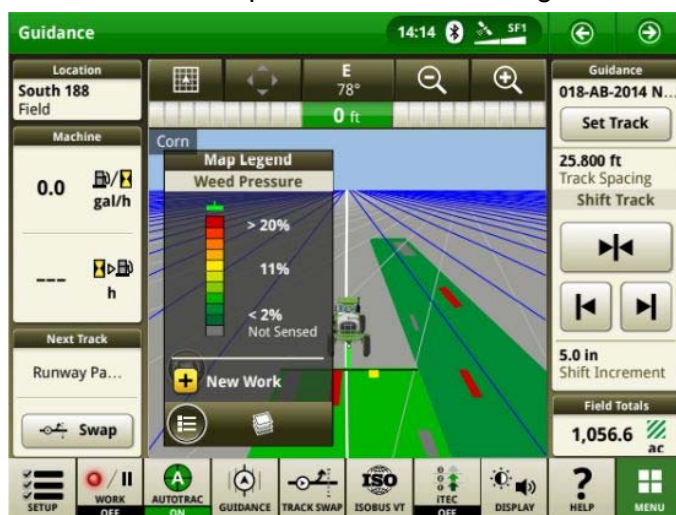 Guidance
14:14
SF1
Location
South 188
Field
Machine
0.0
gal/h
---
h
Next Track
Runway Pa...
Swap
E
78°
0 ft
Corn
Map Legend
Weed Pressure
> 20%
11%
< 2%
Not Sensed
New Work
Guidance
018-AB-2014 N...
Set Track
25.800 ft
Track Spacing
Shift Track
5.0 in
Shift Increment
Field Totals
1,056.6
ac
SETUP
WORK
OFF
A
AUTOTRAC
ON
GUIDANCE
TRACK SWAP
ISO
ISOBUS VT
iTEC
OFF
DISPLAY
?
HELP
MENU